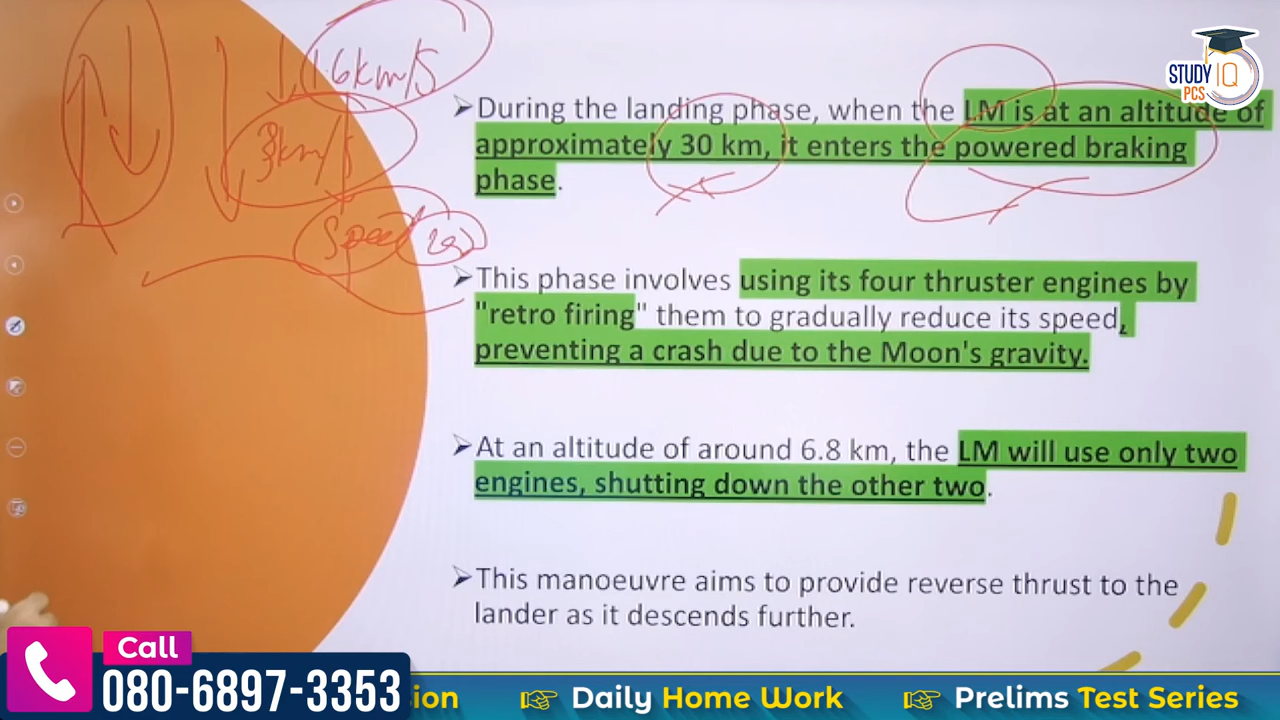 1.6km/s
3km/s
Speed
STUDY IQ
PCS
➢During the landing phase, when the LM is at an altitude of
approximately 30 km, it enters the powered braking
phase.
➢This phase involves using its four thruster engines by
"retro firing" them to gradually reduce its speed,
preventing a crash due to the Moon's gravity.
➢At an altitude of around 6.8 km, the LM will use only two
engines, shutting down the other two.
➢This manoeuvre aims to provide reverse thrust to the
lander as it descends further.
Call
080-6897-3353
Daily Home Work
Prelims Test Series